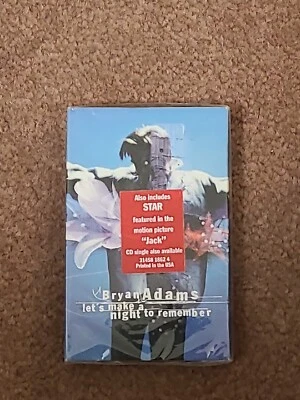 Also includes
STAR
featured in the
motion picture
"Jack"
CD single also available
31458 1862 4
Printed in the USA
Bryan Adams
let's make a
night to remember